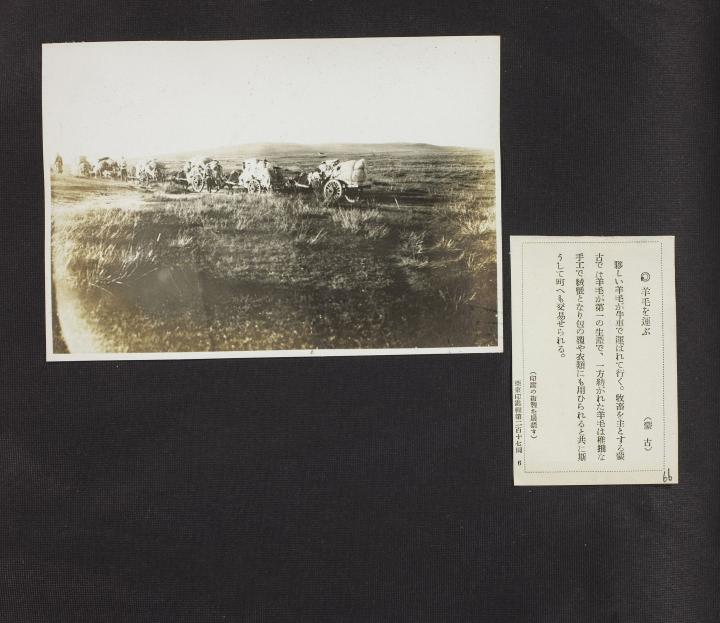 ◎ 羊毛を運ぶ
（蒙古）
夥しい羊毛が牛車で運ばれて行く。牧畜を主とする蒙
古では羊毛が第一の生産で、一方紡がれた羊毛は稚拙な
手工で絨氈となり包の覆や衣類にも用ひられると共に斯
うして町へも交易せられる。
（印畫の複製を厳禁す）
亜東印畫輯第二百十七回 6
66